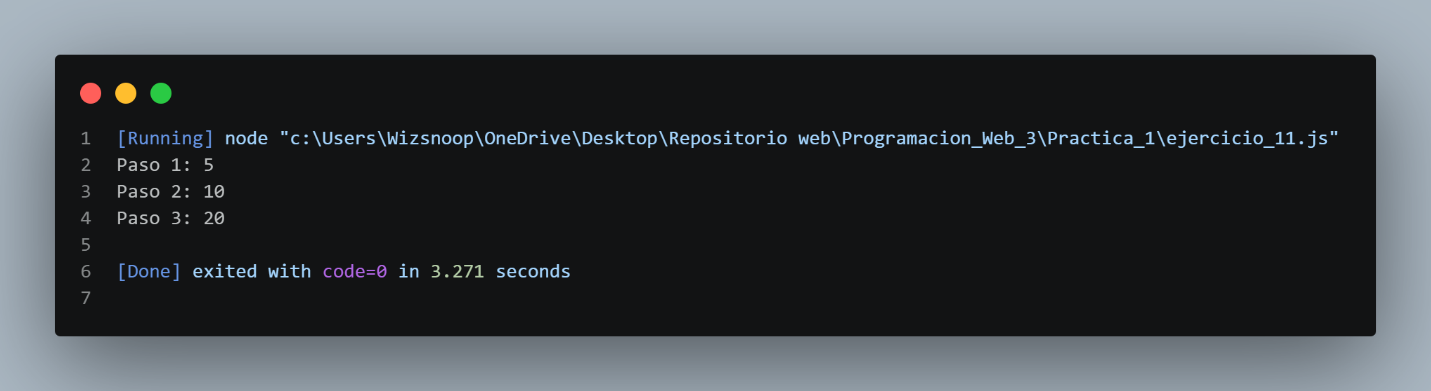 1 [Running] node "c:\Users\Wizsnoop\OneDrive\Desktop\Repositorio web\Programacion_Web_3\Practica_1\ejercicio_11.js"
2 Paso 1: 5
3 Paso 2: 10
4 Paso 3: 20
5
6 [Done] exited with code=0 in 3.271 seconds
7